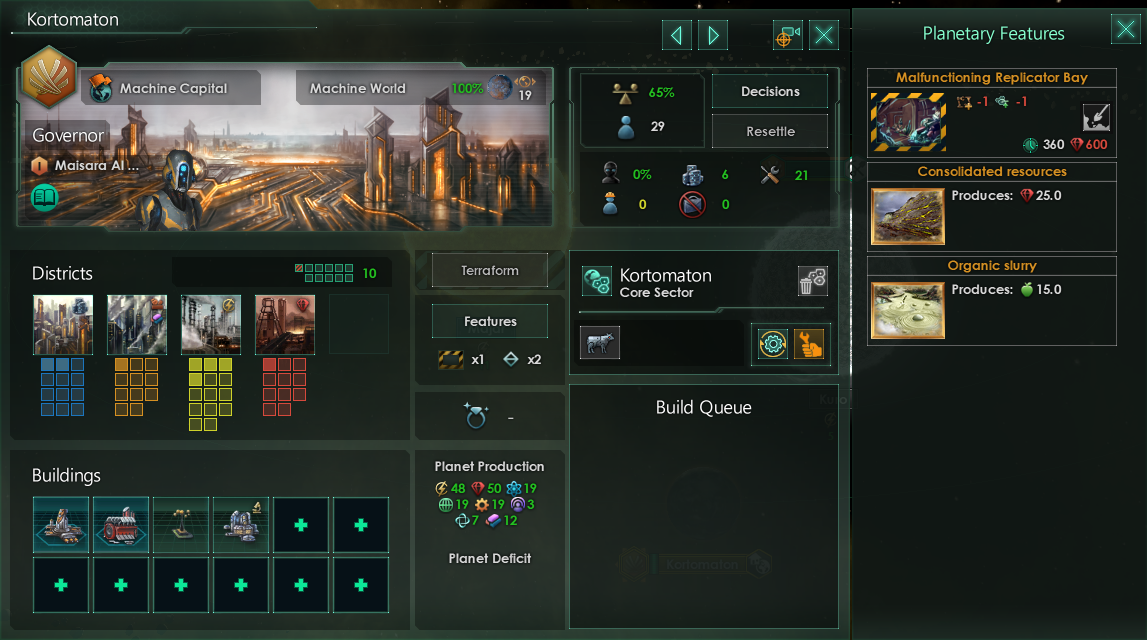 Kortomaton
Machine Capital
Machine World
100%
19
Governor
Maisara AI ...
65%
29
Decisions
Resettle
0%
6
21
0
0
Districts
10
Terraform
Features
x1
x2
-
Kortomaton
Core Sector
Build Queue
Buildings
Planet Production
48 50 19
19 19 3
7 12
Planet Deficit
Kortomaton
Planetary Features
Malfunctioning Replicator Bay
-1 -1
360 600
Consolidated resources
Produces: 25.0
Organic slurry
Produces: 15.0